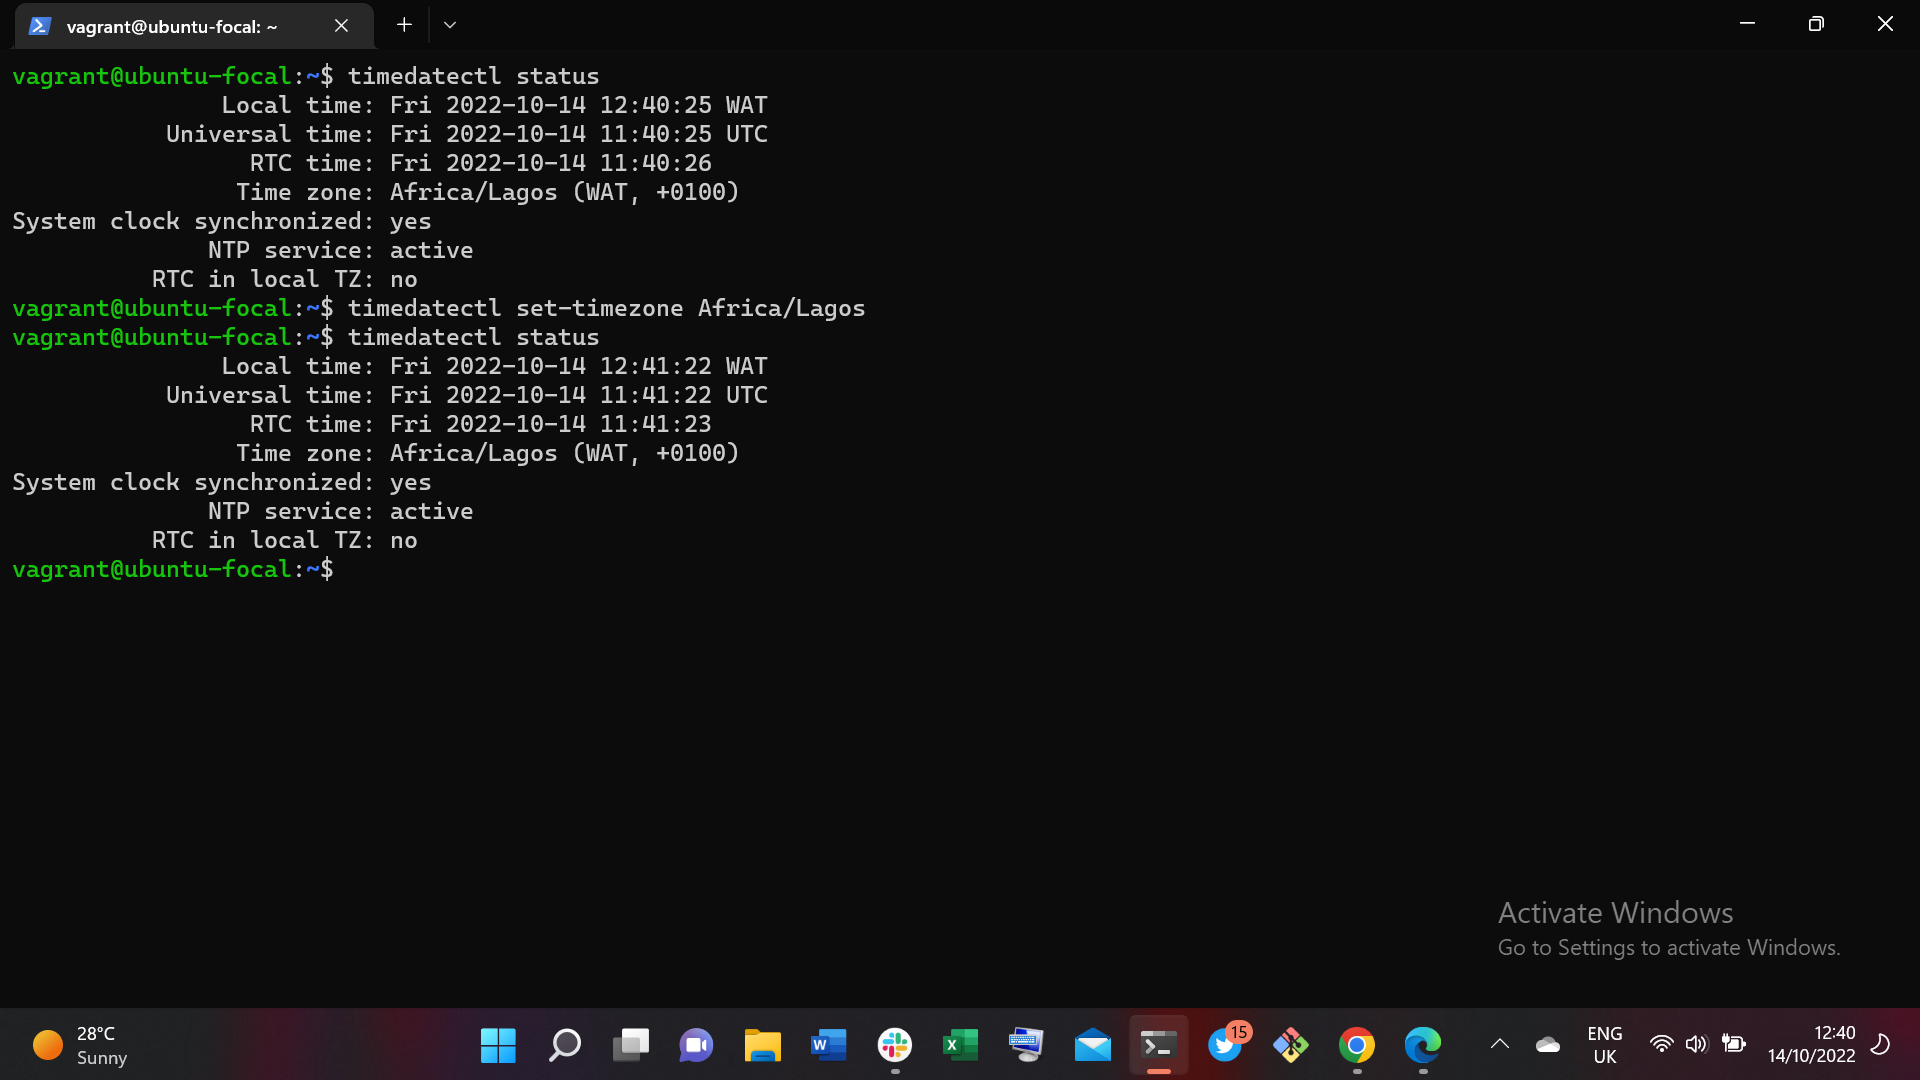 vagrant@ubuntu-focal: ~
vagrant@ubuntu-focal:~$ timedatectl status
Local time: Fri 2022-10-14 12:40:25 WAT
Universal time: Fri 2022-10-14 11:40:25 UTC
RTC time: Fri 2022-10-14 11:40:26
Time zone: Africa/Lagos (WAT, +0100)
System clock synchronized: yes
NTP service: active
RTC in local TZ: no
vagrant@ubuntu-focal:~$ timedatectl set-timezone Africa/Lagos
vagrant@ubuntu-focal:~$ timedatectl status
Local time: Fri 2022-10-14 12:41:22 WAT
Universal time: Fri 2022-10-14 11:41:22 UTC
RTC time: Fri 2022-10-14 11:41:23
Time zone: Africa/Lagos (WAT, +0100)
System clock synchronized: yes
NTP service: active
RTC in local TZ: no
vagrant@ubuntu-focal:~$
Activate Windows
Go to Settings to activate Windows.
28°C
Sunny
W
X
15
ENG
UK
12:40
14/10/2022